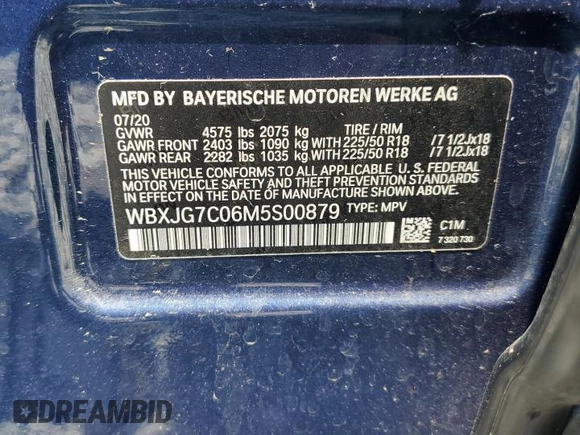 MFD BY BAYERISCHE MOTOREN WERKE AG
07/20
GVWR 4575 lbs 2075 kg TIRE / RIM
GAWR FRONT 2403 lbs 1090 kg WITH 225/50 R18 /7 1/2Jx18
GAWR REAR 2282 lbs 1035 kg WITH 225/50 R18 /7 1/2Jx18
THIS VEHICLE CONFORMS TO ALL APPLICABLE U. S. FEDERAL
MOTOR VEHICLE SAFETY, BUMPER, AND THEFT PREVENTION STANDARDS
IN EFFECT ON THE DATE OF MANUFACTURE SHOWN ABOVE.
WBXJG7C06M5S00879 TYPE: MPV
C1M
7 320 730
DREAMBID